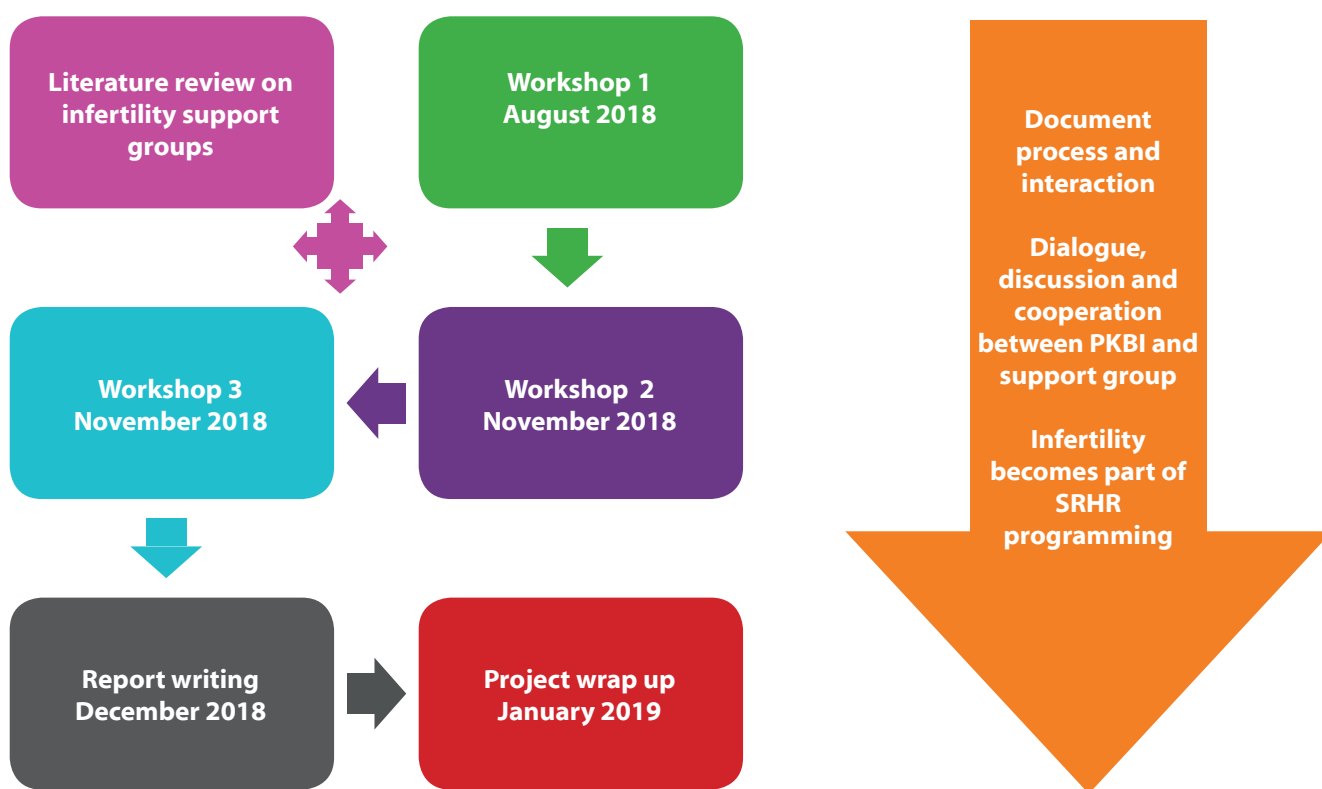 Literature review on
infertility support
groups
Workshop 1
August 2018
Workshop 3
November 2018
Workshop 2
November 2018
Report writing
December 2018
Project wrap up
January 2019
Document
process and
interaction
Dialogue,
discussion and
cooperation
between PKBI and
support group
Infertility
becomes part of
SRHR
programming